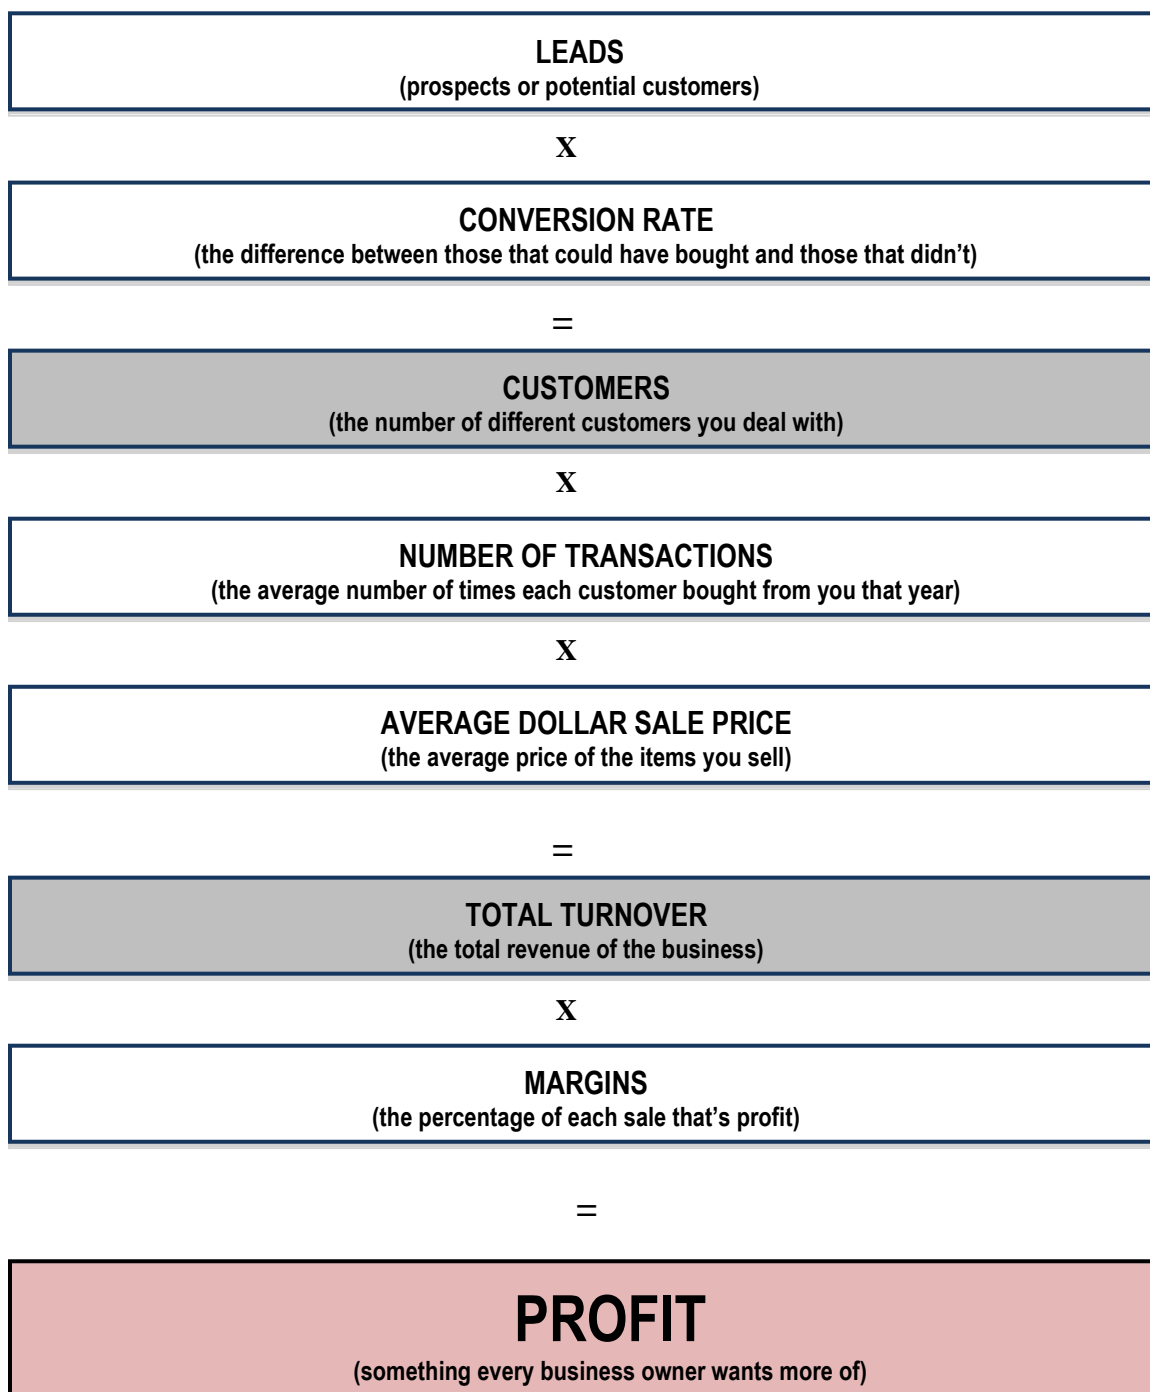 LEADS
(prospects or potential customers)
X
CONVERSION RATE
(the difference between those that could have bought and those that didn’t)
=
CUSTOMERS
(the number of different customers you deal with)
X
NUMBER OF TRANSACTIONS
(the average number of times each customer bought from you that year)
X
AVERAGE DOLLAR SALE PRICE
(the average price of the items you sell)
=
TOTAL TURNOVER
(the total revenue of the business)
X
MARGINS
(the percentage of each sale that’s profit)
=
PROFIT
(something every business owner wants more of)